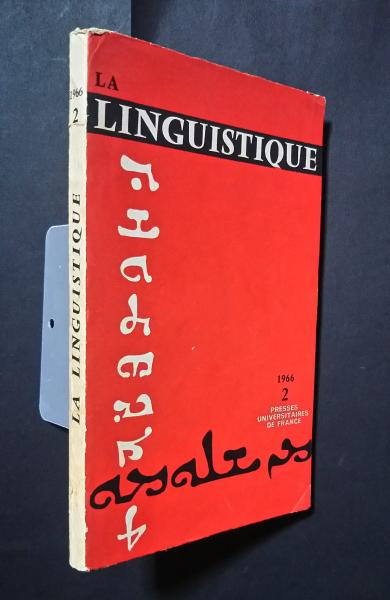 LA
LINGUISTIQUE
1966
2
PRESSES
UNIVERSITAIRES
DE FRANCE
1966
2
LA LINGUISTIQUE